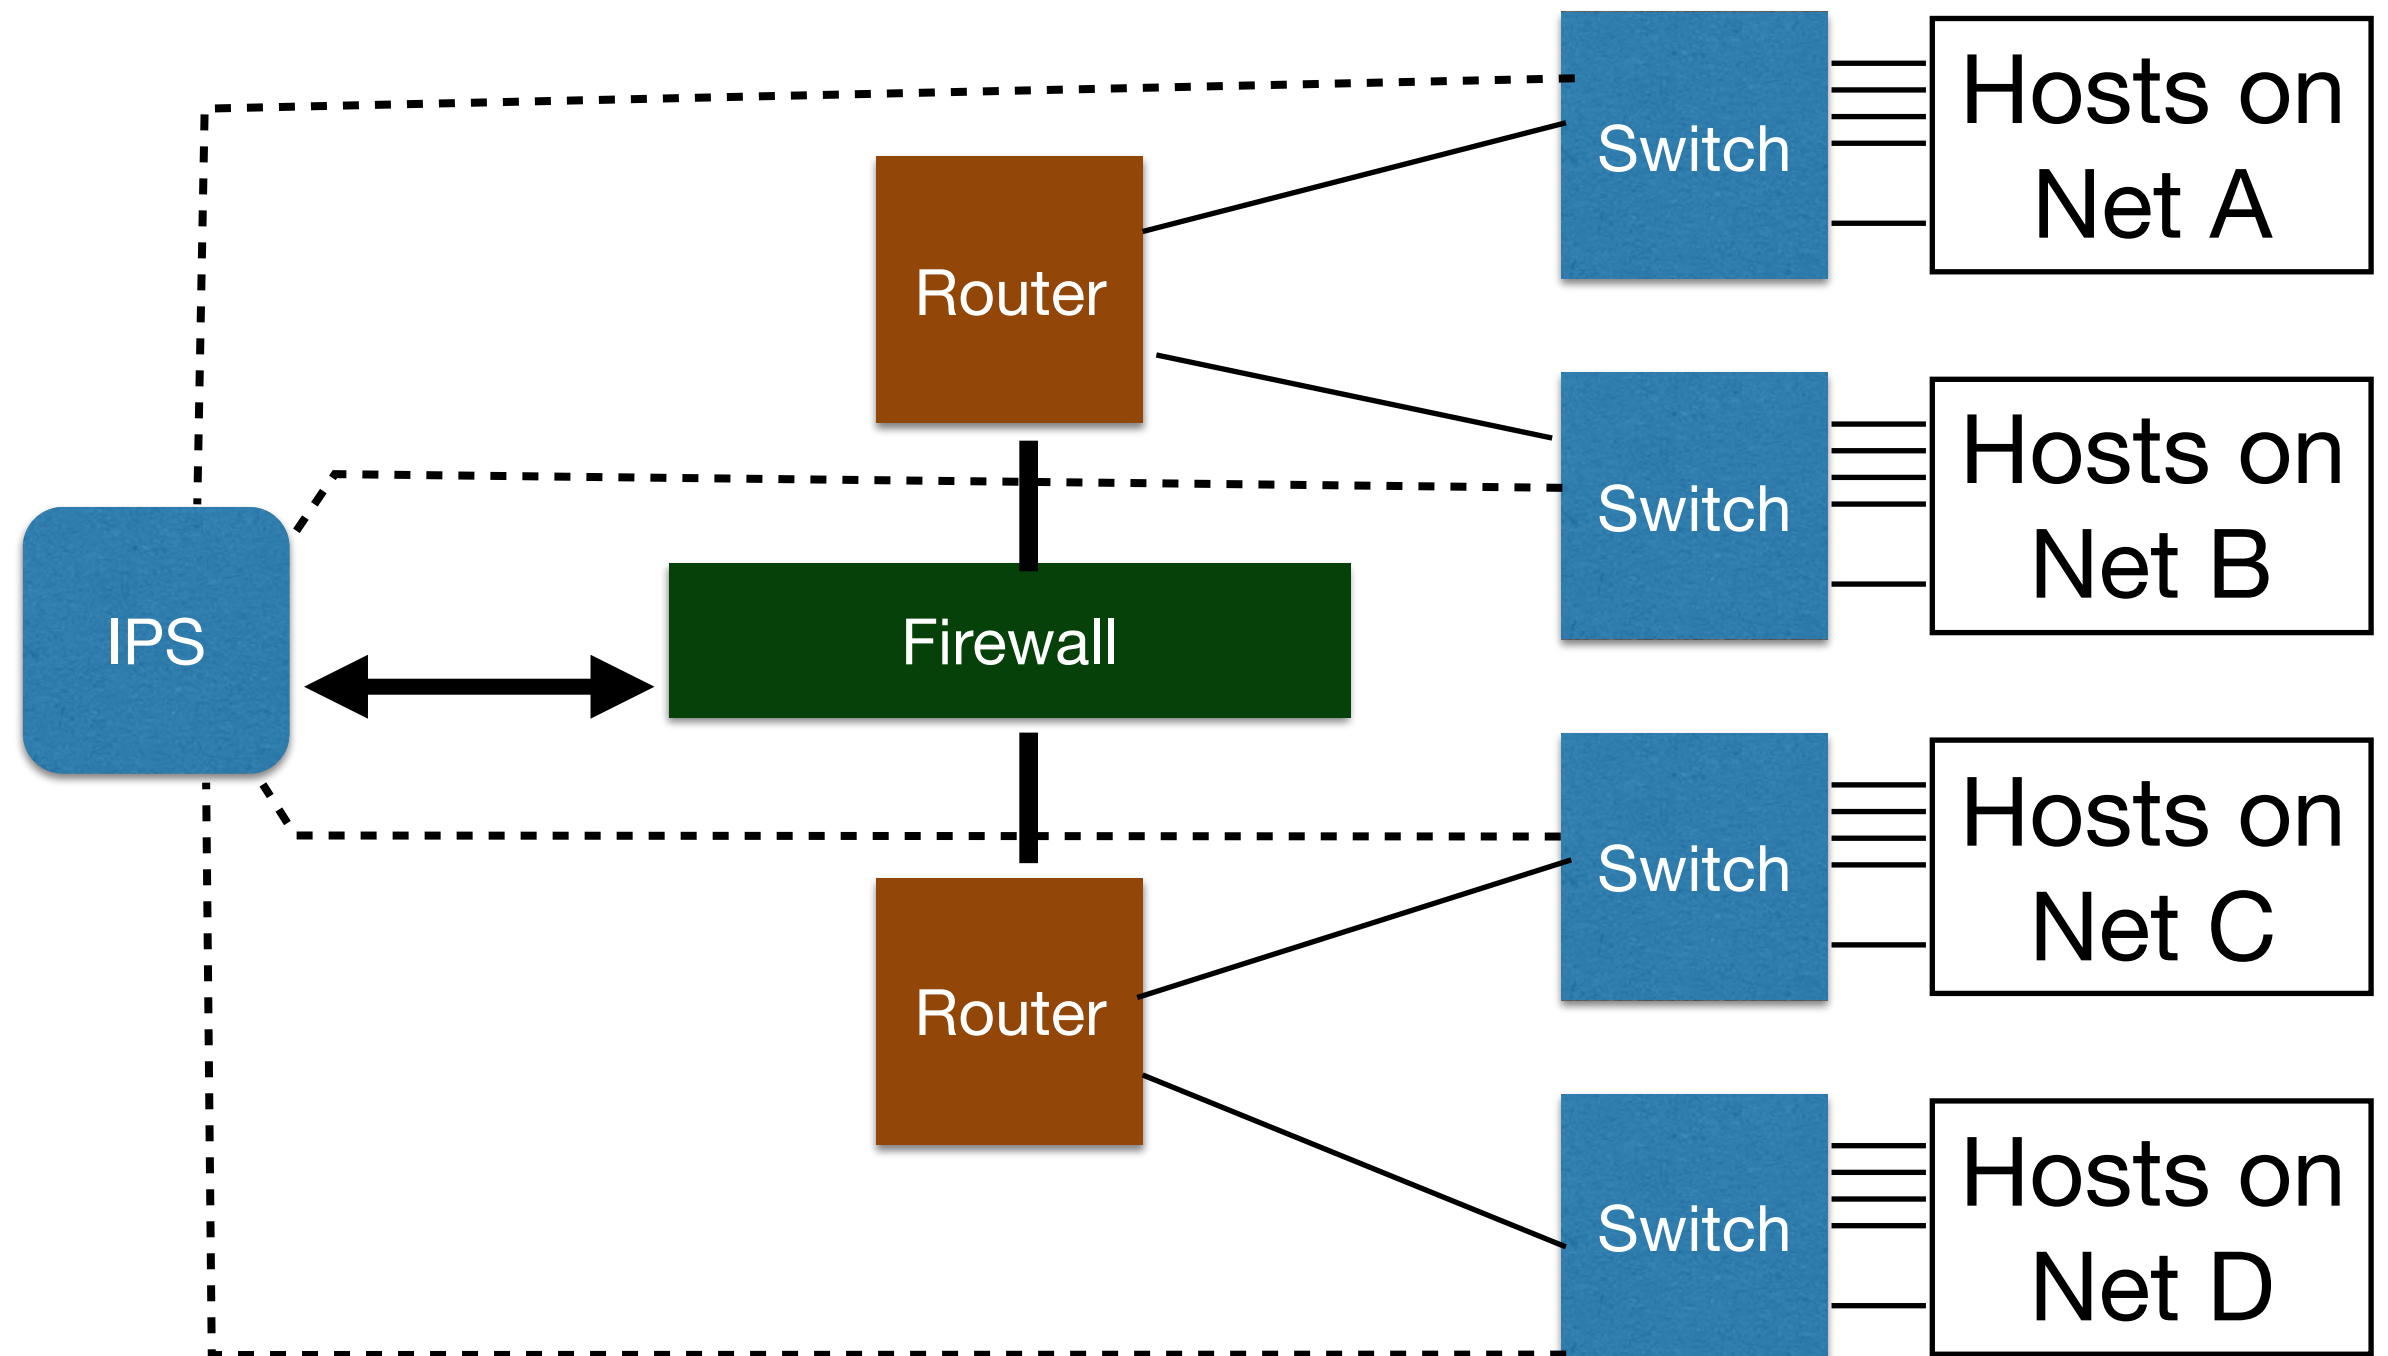 Switch
Hosts on
Net A
Router
Switch
Hosts on
Net B
IPS
Firewall
Switch
Hosts on
Net C
Router
Switch
Hosts on
Net D